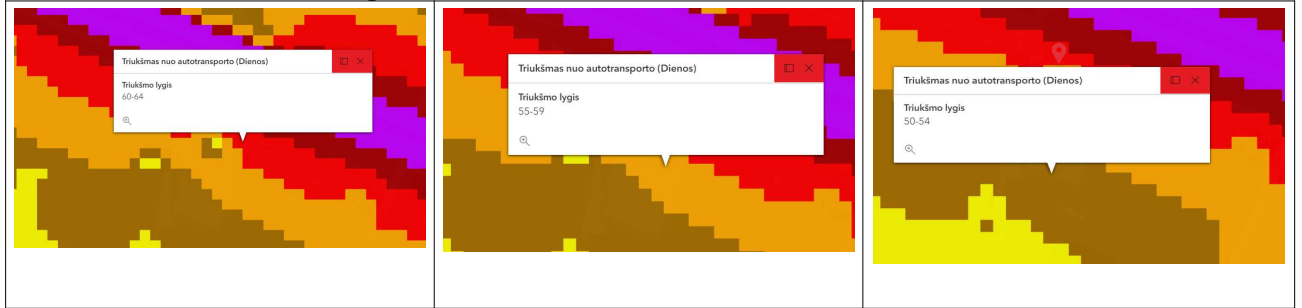 Triukšmas nuo autotransporto (Dienos)
Triukšmo lygis
60-64
Triukšmas nuo autotransporto (Dienos)
Triukšmo lygis
55-59
Triukšmas nuo autotransporto (Dienos)
Triukšmo lygis
50-54